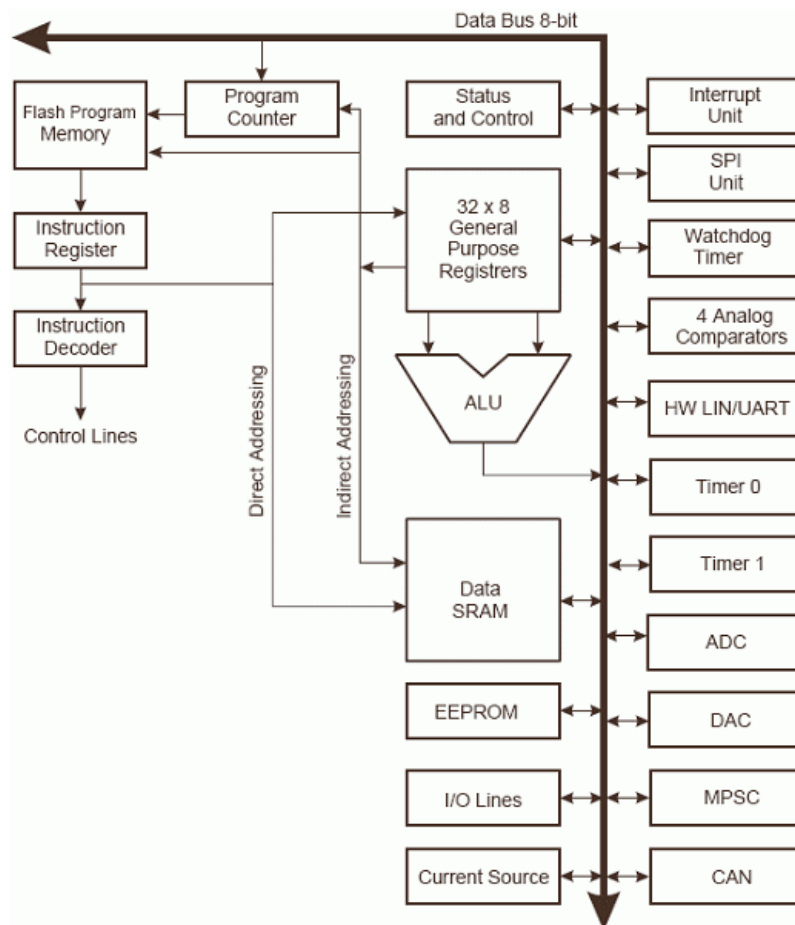 Data Bus 8-bit
Flash Program
Memory
Program
Counter
Status
and Control
Interrupt
Unit
SPI
Unit
32 x 8
General
Purpose
Registrers
Instruction
Register
Watchdog
Timer
Instruction
Decoder
4 Analog
Comparators
Control Lines
Direct Addressing
Indirect Addressing
ALU
HW LIN/UART
Timer 0
Timer 1
Data
SRAM
ADC
EEPROM
DAC
I/O Lines
MPSC
Current Source
CAN